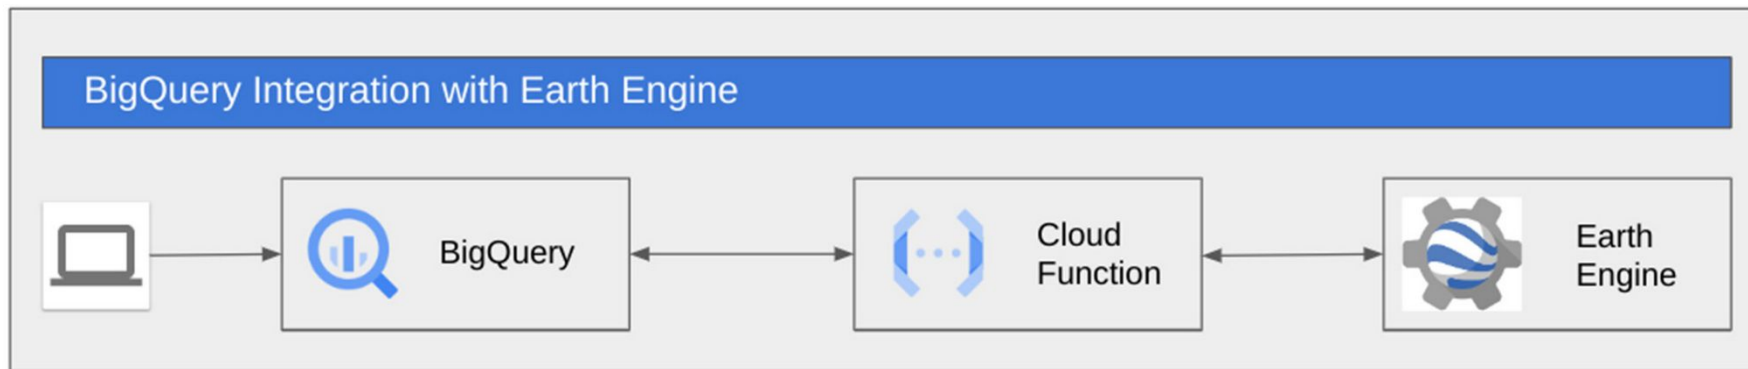 BigQuery Integration with Earth Engine
BigQuery
Cloud
Function
Earth
Engine